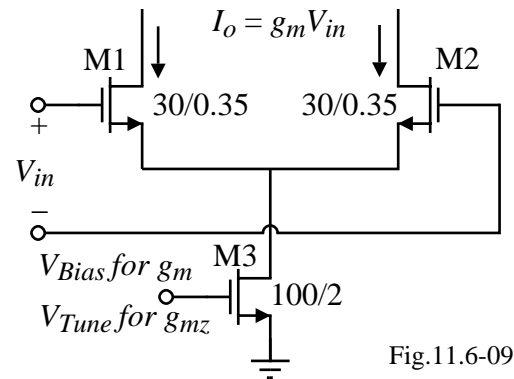 I_o = g_mV_in
M1
M2
30/0.35
30/0.35
+
V_in
−
M3
V_Bias for g_m
100/2
V_Tune for g_mz
Fig.11.6-09